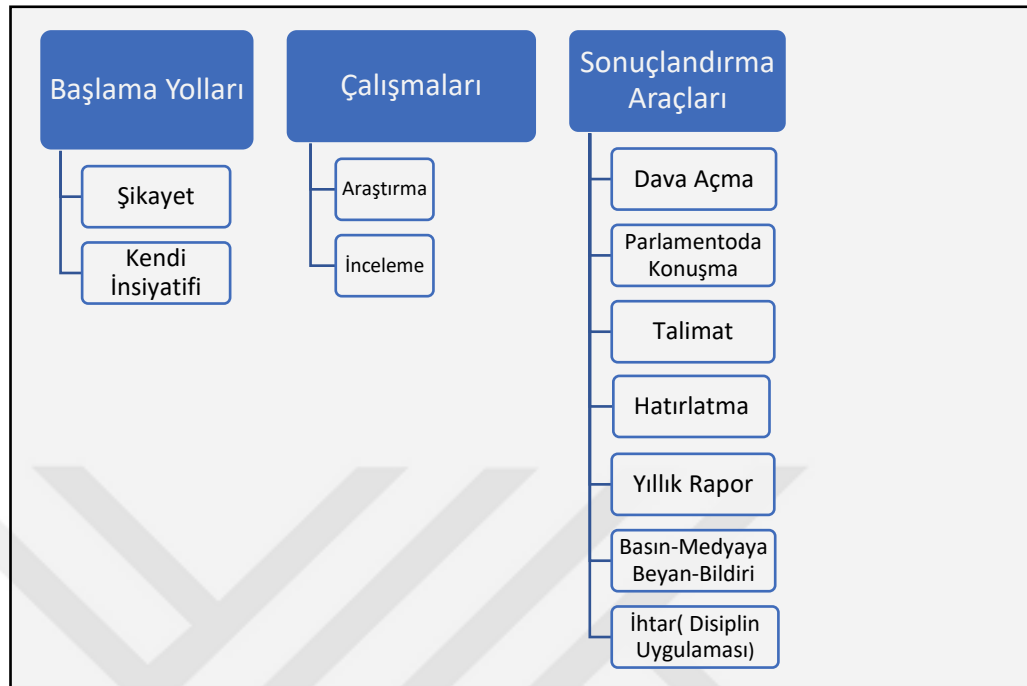 Başlama Yolları
Şikayet
Kendi
İnsiyatifi
Çalışmaları
Araştırma
İnceleme
Sonuçlandırma
Araçları
Dava Açma
Parlamentoda
Konuşma
Talimat
Hatırlatma
Yıllık Rapor
Basın-Medyaya
Beyan-Bildiri
İhtar( Disiplin
Uygulaması)